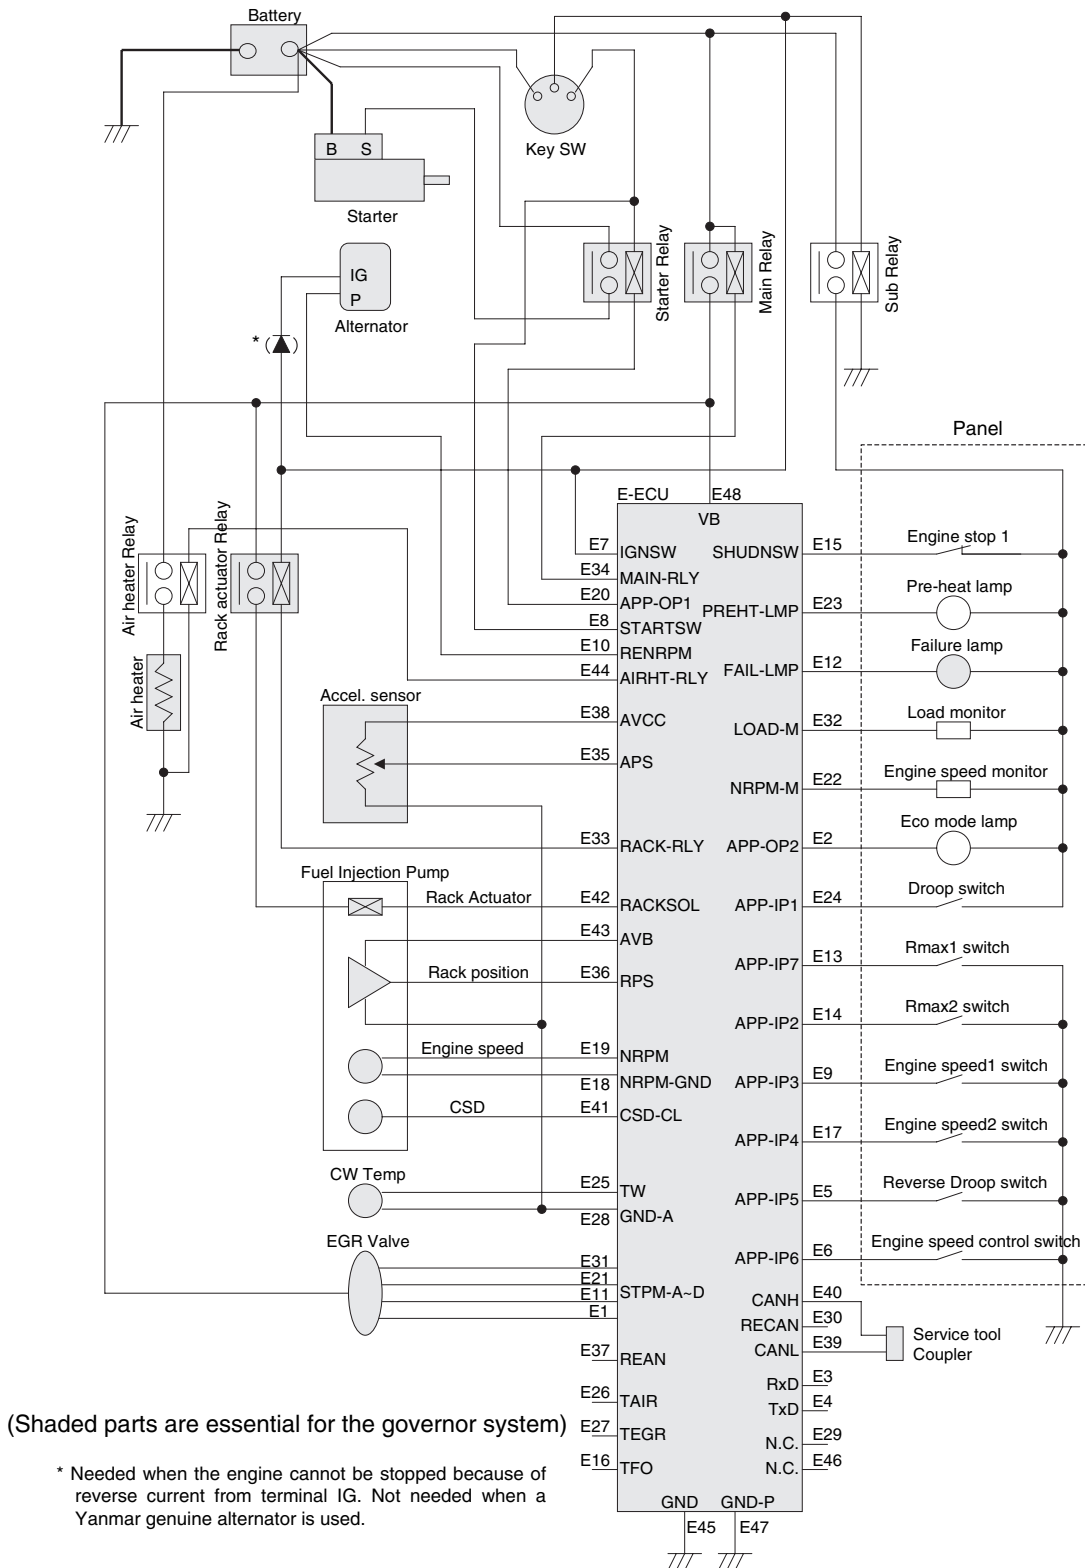 Battery
B S
Starter
Key SW
IG
P
Alternator
* ( )
Starter Relay
Main Relay
Sub Relay
Panel
Air heater Relay
Rack actuator Relay
Air heater
Accel. sensor
Fuel Injection Pump
Rack Actuator
Rack position
Engine speed
CSD
CW Temp
EGR Valve
E-ECU E48
VB
E7 IGNSW
E34 MAIN-RLY
E20 APP-OP1
E8 STARTSW
E10 RENRPM
E44 AIRHT-RLY
E38 AVCC
E35 APS
E33 RACK-RLY
E42 RACKSOL
E43 AVB
E36 RPS
E19 NRPM
E18 NRPM-GND
E41 CSD-CL
E25 TW
E28 GND-A
E31
E21
E11
E1
STPM-A~D
E37 REAN
E26 TAIR
E27 TEGR
E16 TFO
SHUDNSW E15 Engine stop 1
PREHT-LMP E23 Pre-heat lamp
FAIL-LMP E12 Failure lamp
LOAD-M E32 Load monitor
NRPM-M E22 Engine speed monitor
APP-OP2 E2 Eco mode lamp
APP-IP1 E24 Droop switch
APP-IP7 E13 Rmax1 switch
APP-IP2 E14 Rmax2 switch
APP-IP3 E9 Engine speed1 switch
APP-IP4 E17 Engine speed2 switch
APP-IP5 E5 Reverse Droop switch
APP-IP6 E6 Engine speed control switch
CANH E40
RECAN E30
CANL E39
Service tool
Coupler
RxD E3
TxD E4
N.C. E29
N.C. E46
GND GND-P
E45 E47
(Shaded parts are essential for the governor system)
* Needed when the engine cannot be stopped because of
reverse current from terminal IG. Not needed when a
Yanmar genuine alternator is used.